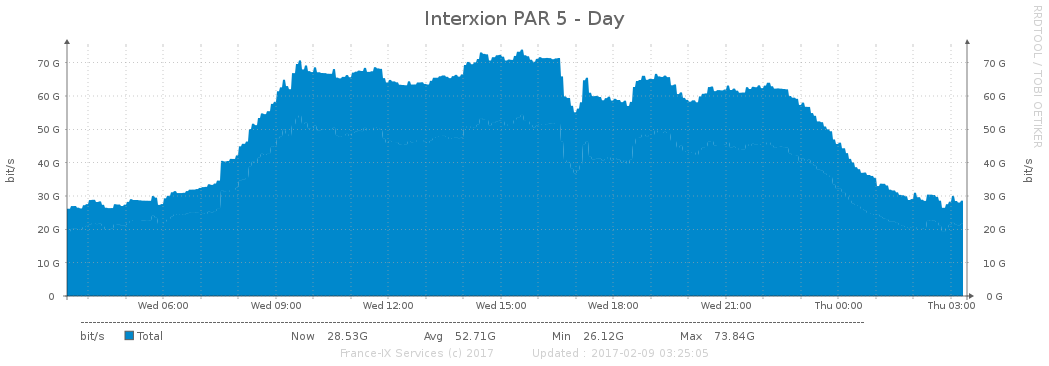 Interxion PAR 5 - Day
RRDTOOL / TOBI OETIKER
bit/s
bit/s
70 G 70 G
60 G 60 G
50 G 50 G
40 G 40 G
30 G 30 G
20 G 20 G
10 G 10 G
0 0 G
Wed 06:00 Wed 09:00 Wed 12:00 Wed 15:00 Wed 18:00 Wed 21:00 Thu 00:00 Thu 03:00
bit/s Total Now 28.53G Avg 52.71G Min 26.12G Max 73.84G
France-IX Services (c) 2017 Updated : 2017-02-09 03:25:05